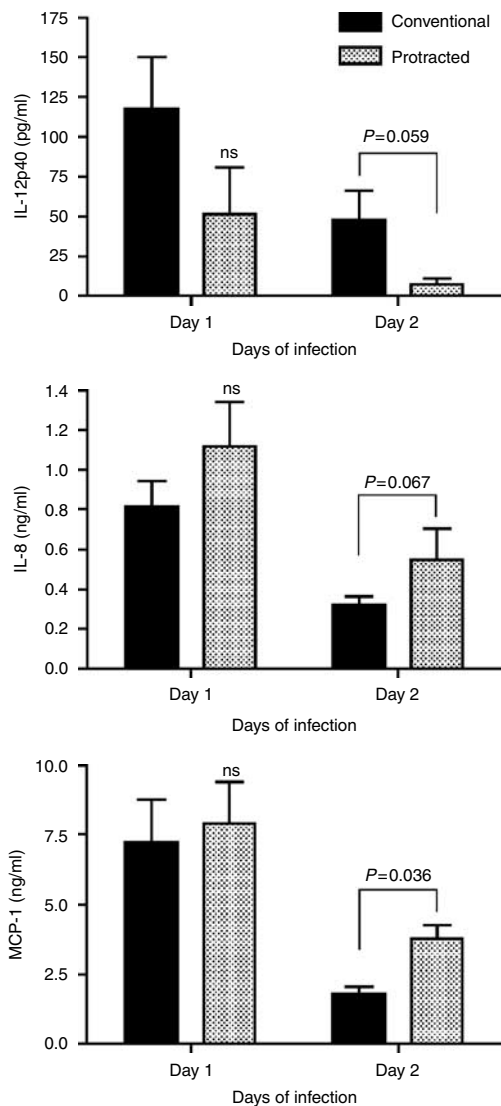 Conventional
Protracted
IL-12p40 (pg/ml)
175
150
125
100
75
50
25
0
ns
P=0.059
Day 1
Day 2
Days of infection
IL-8 (ng/ml)
1.4
1.2
1.0
0.8
0.6
0.4
0.2
0.0
ns
P=0.067
Day 1
Day 2
Days of infection
MCP-1 (ng/ml)
10.0
7.5
5.0
2.5
0.0
ns
P=0.036
Day 1
Day 2
Days of infection